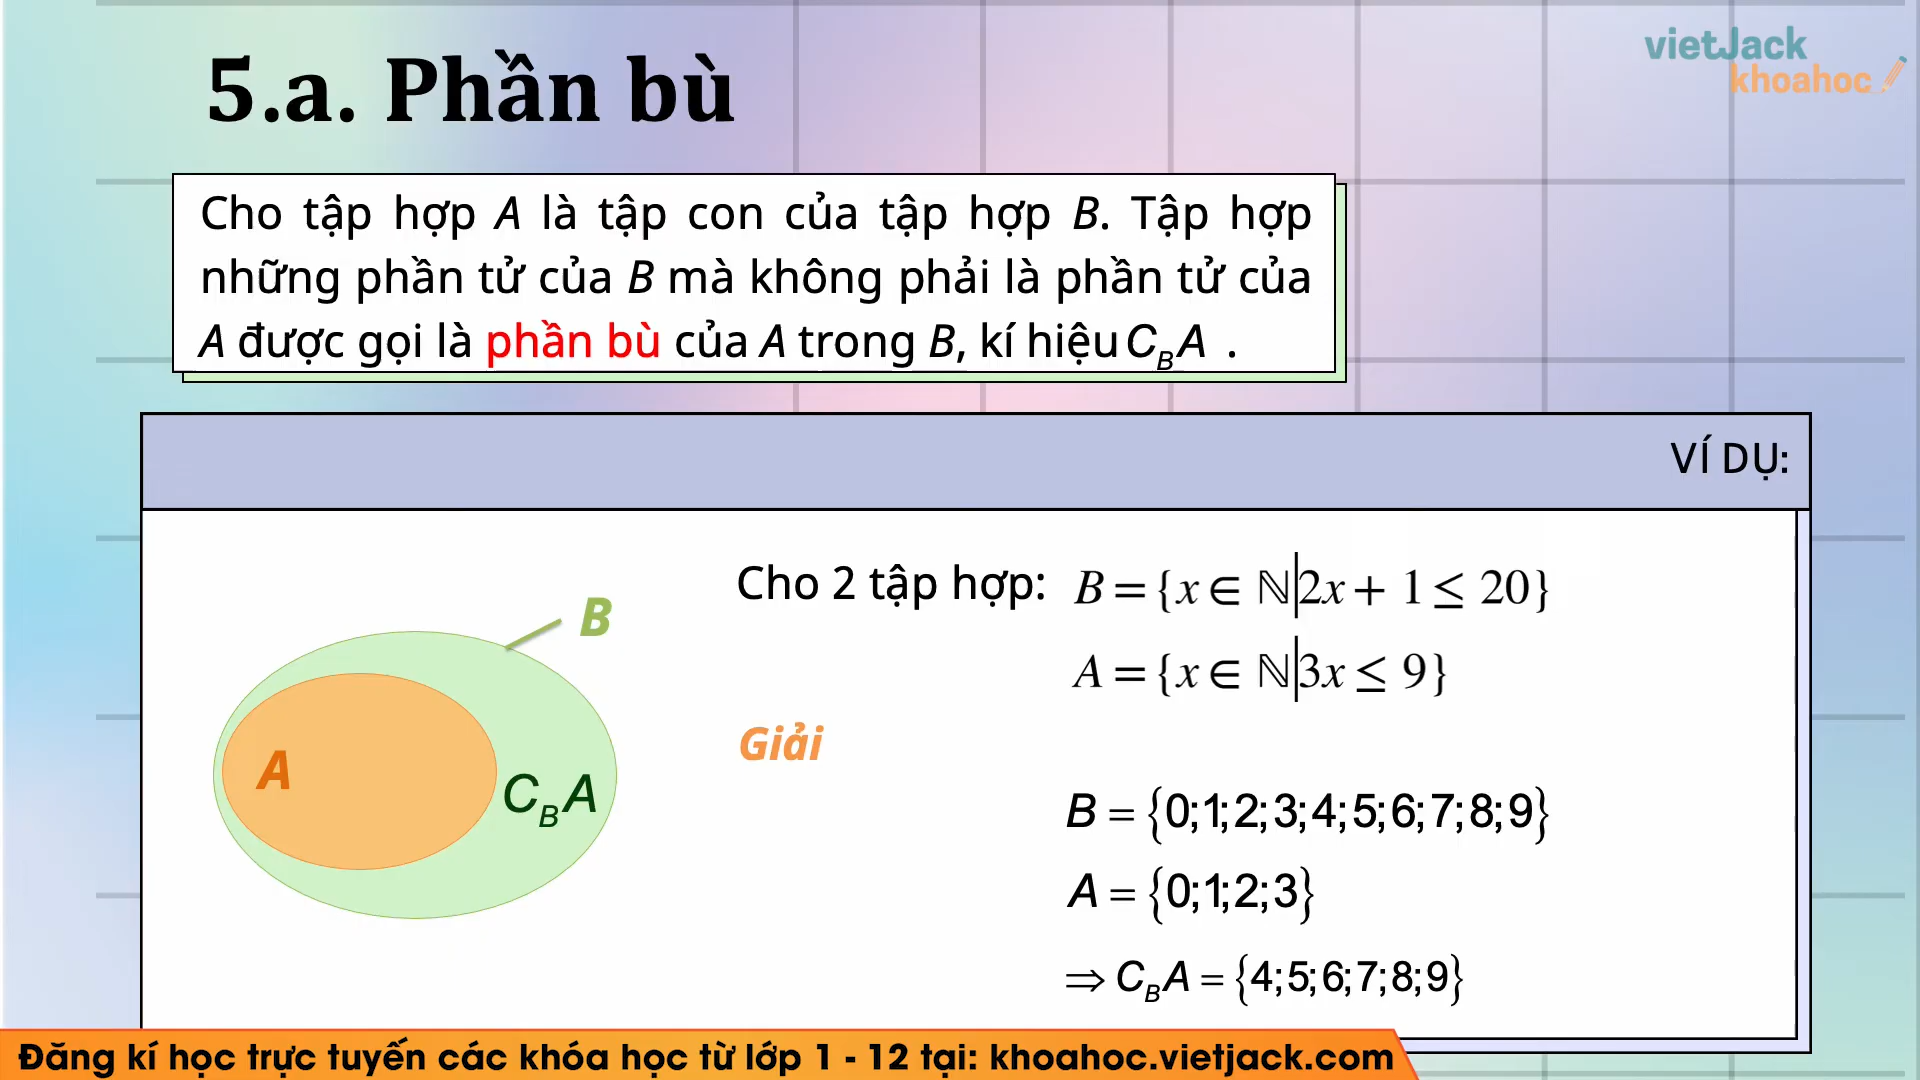 5.a. Phần bù
vietJack
khoahoc
Cho tập hợp A là tập con của tập hợp B. Tập hợp
những phần tử của B mà không phải là phần tử của
A được gọi là phần bù của A trong B, kí hiệu C_B A .
VÍ DỤ:
B
A
C_B A
Cho 2 tập hợp: B = {x ∈ ℕ|2x + 1 ≤ 20}
A = {x ∈ ℕ|3x ≤ 9}
Giải
B = {0;1;2;3;4;5;6;7;8;9}
A = {0;1;2;3}
⇒ C_B A = {4;5;6;7;8;9}
Đăng kí học trực tuyến các khóa học từ lớp 1 - 12 tại: khoahoc.vietjack.com